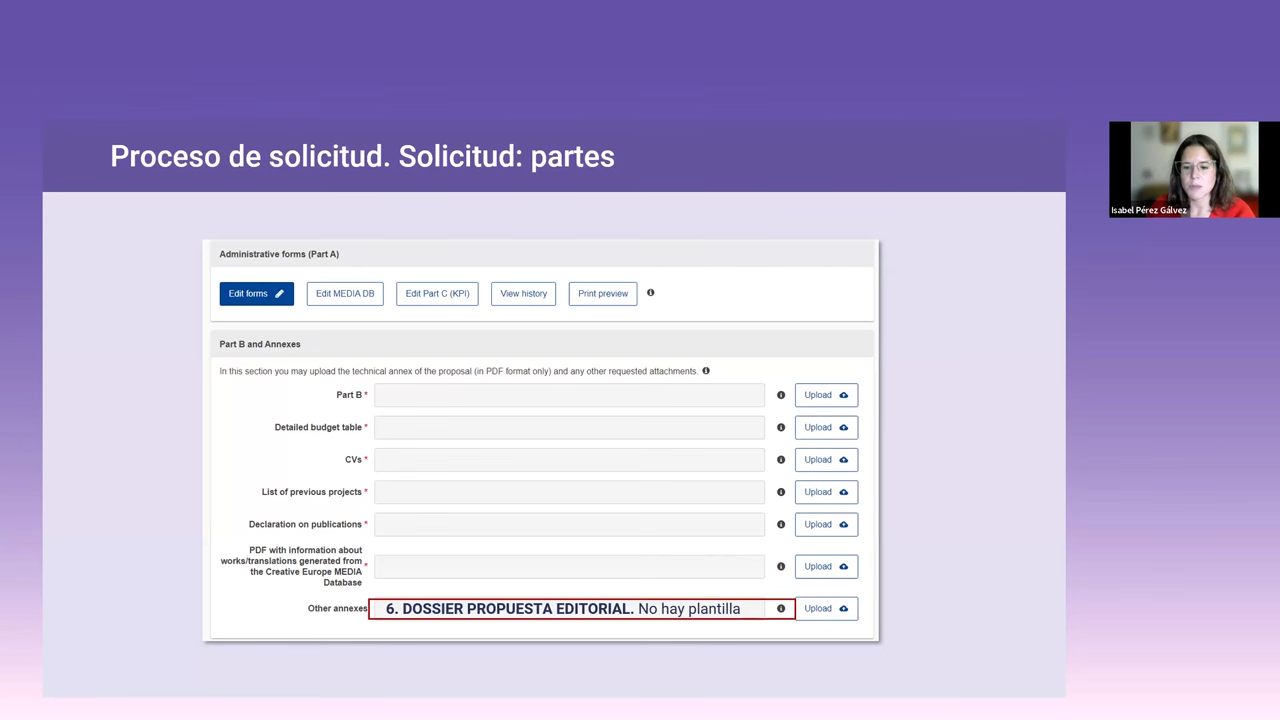 Proceso de solicitud. Solicitud: partes
Isabel Pérez Gálvez
Administrative forms (Part A)
Edit forms
Edit MEDIA DB
Edit Part C (KPI)
View history
Print preview
Part B and Annexes
In this section you may upload the technical annex of the proposal (in PDF format only) and any other requested attachments.
Part B * Upload
Detailed budget table * Upload
CVs * Upload
List of previous projects * Upload
Declaration on publications * Upload
PDF with information about
works/translations generated from
the Creative Europe MEDIA
Database * Upload
Other annexes 6. DOSSIER PROPUESTA EDITORIAL. No hay plantilla Upload